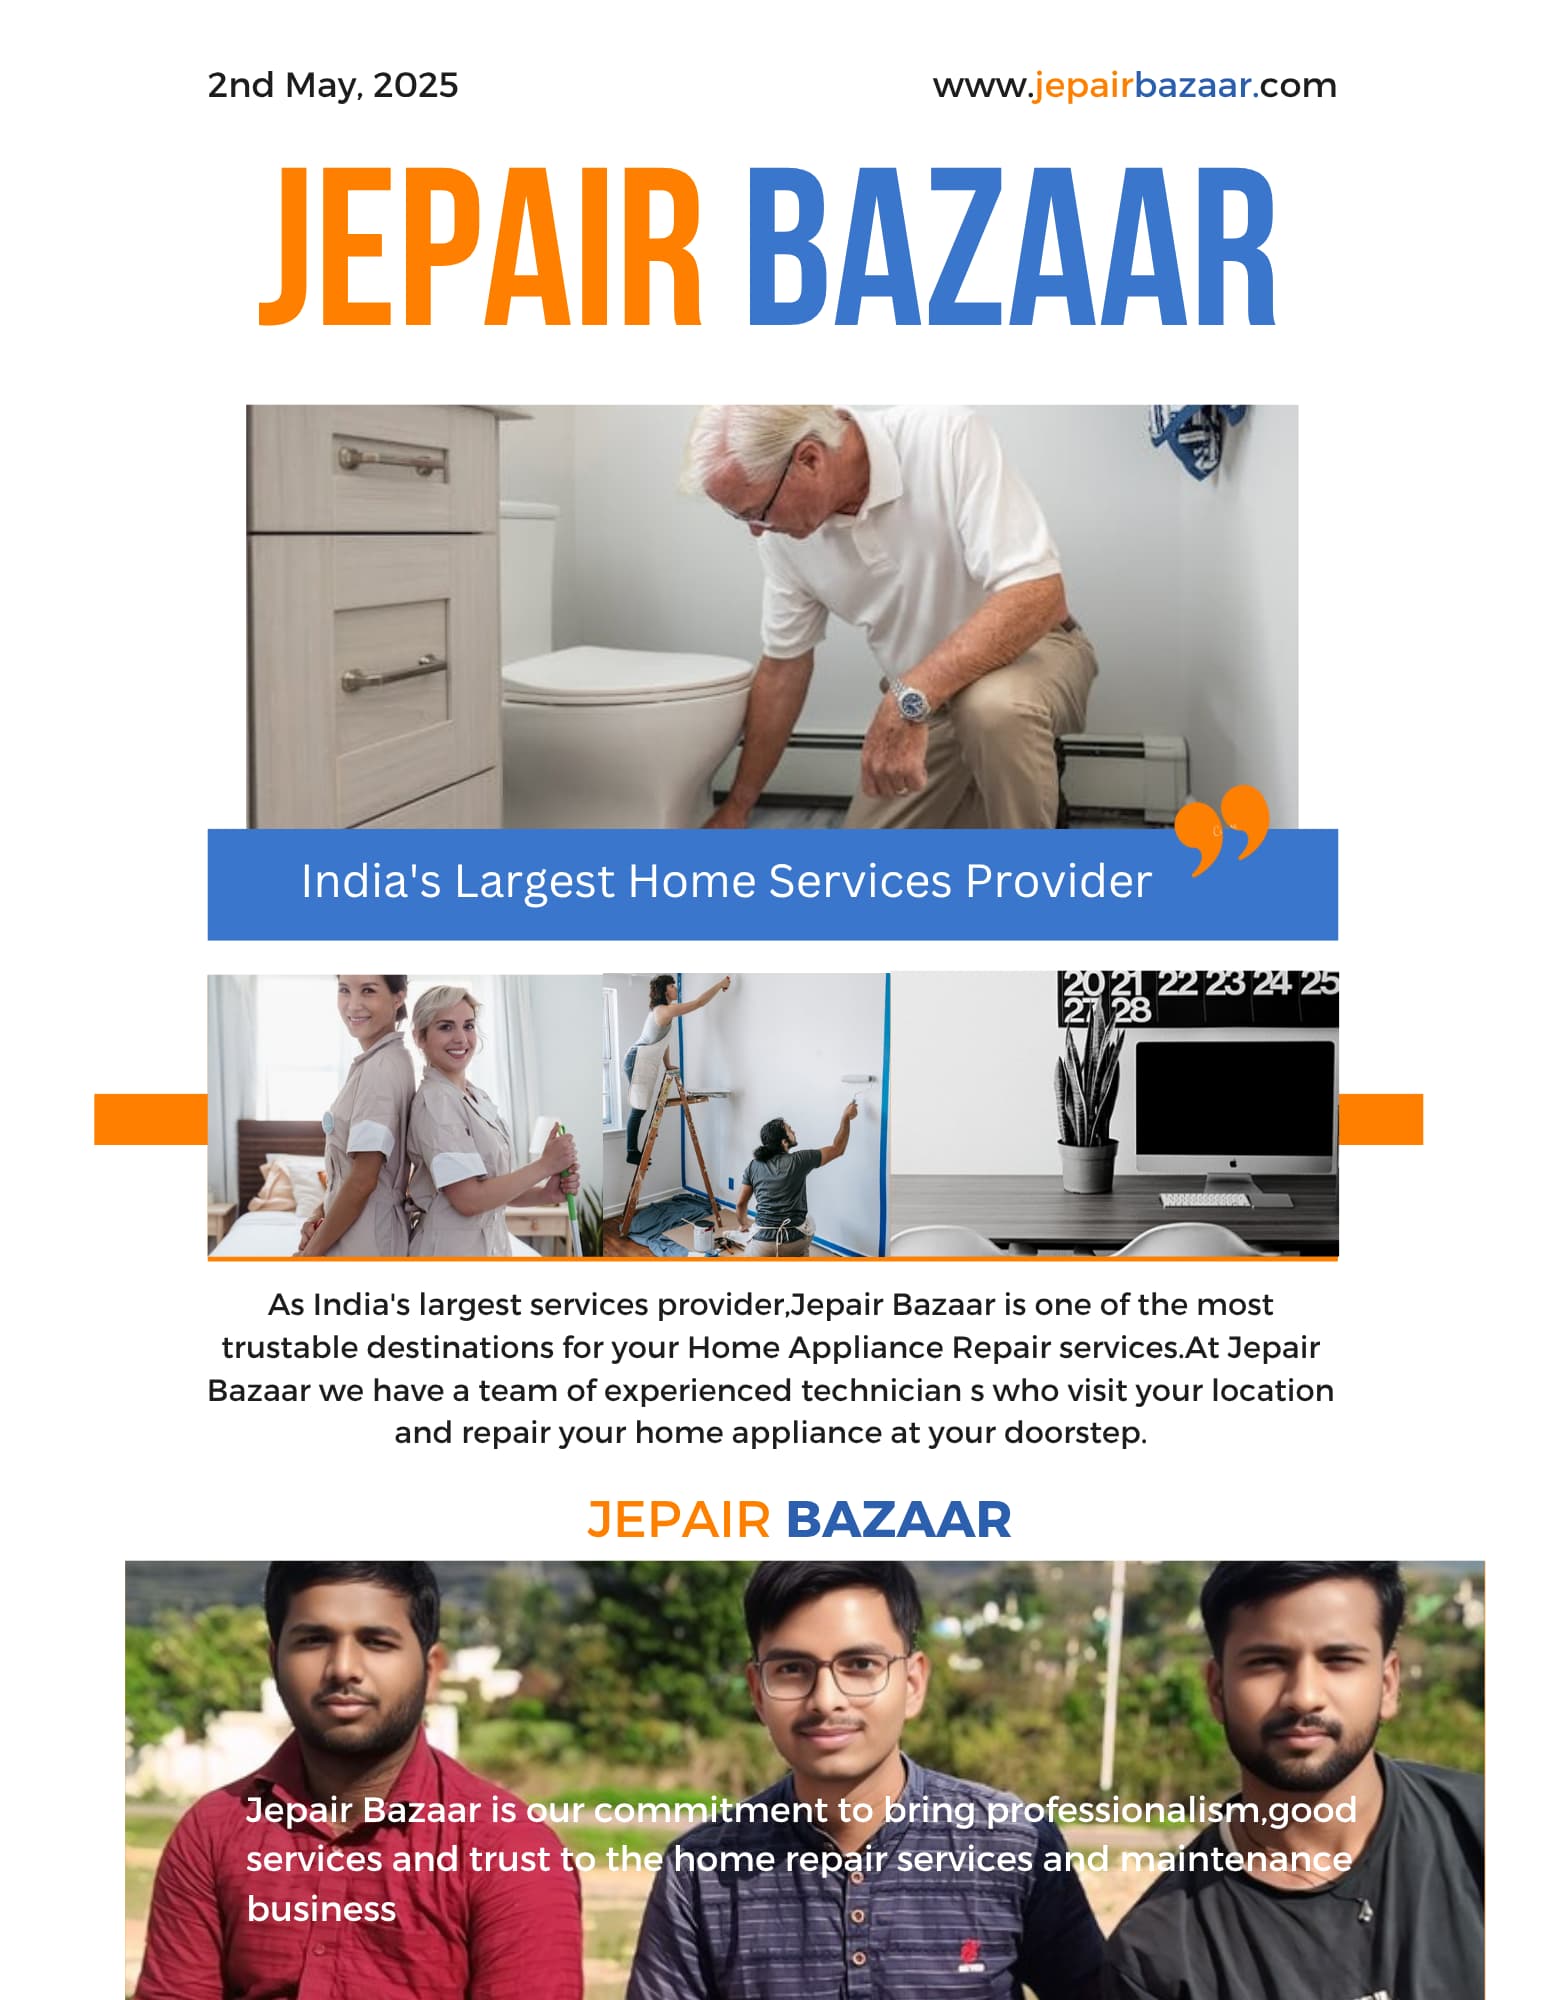 2nd May, 2025
www.jepairbazaar.com
JEPAIR BAZAAR
India's Largest Home Services Provider
20 21 22 23 24 25
27 28
As India's largest services provider,Jepair Bazaar is one of the most
trustable destinations for your Home Appliance Repair services.At Jepair
Bazaar we have a team of experienced technician s who visit your location
and repair your home appliance at your doorstep.
JEPAIR BAZAAR
Jepair Bazaar is our commitment to bring professionalism,good
services and trust to the home repair services and maintenance
business